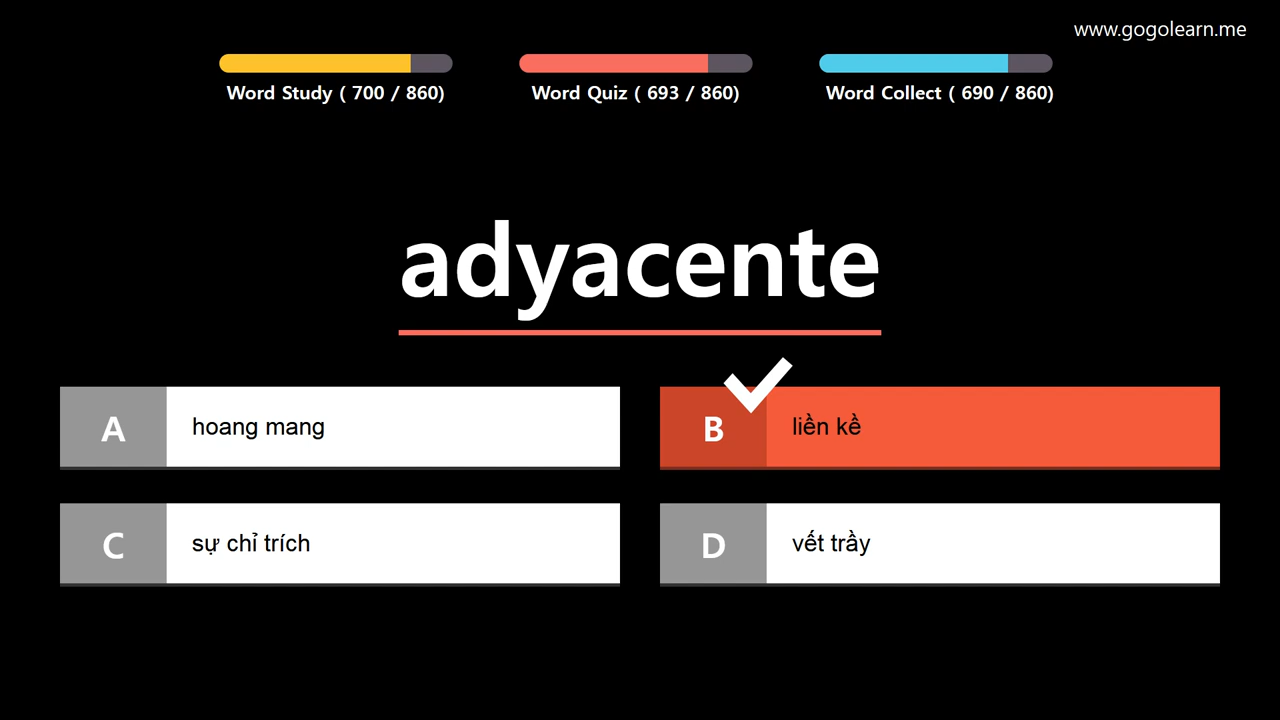 www.gogolearn.me
Word Study ( 700 / 860)
Word Quiz ( 693 / 860)
Word Collect ( 690 / 860)
adyacente
A hoang mang
B liền kề
C sự chỉ trích
D vết trầy